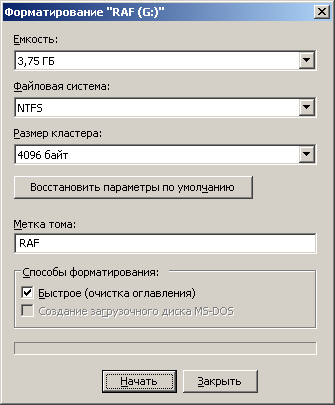 Форматирование "RAF (G:)"
Емкость:
3,75 ГБ
Файловая система:
NTFS
Размер кластера:
4096 байт
Восстановить параметры по умолчанию
Метка тома:
RAF
Способы форматирования:
Быстрое (очистка оглавления)
Создание загрузочного диска MS-DOS
Начать
Закрыть